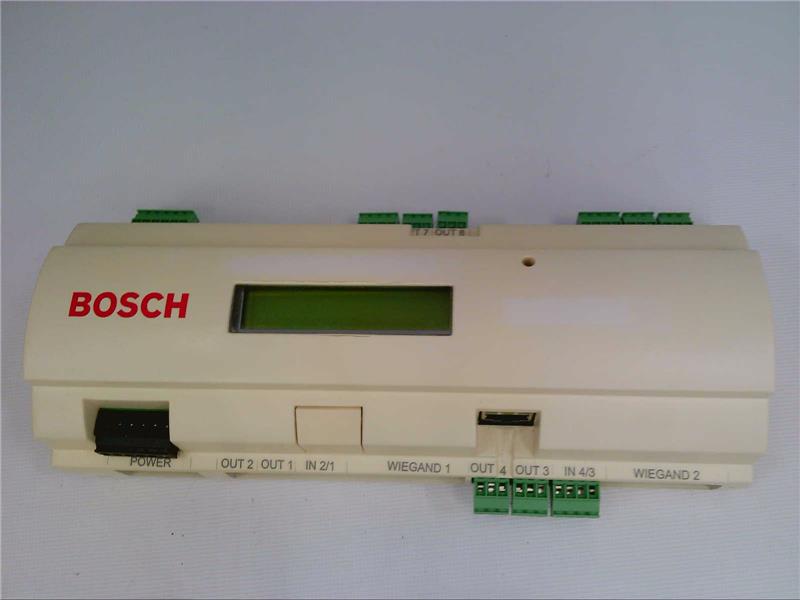 T 7 OUT 8
BOSCH
POWER OUT 2 OUT 1 IN 2/1 WIEGAND 1 OUT 4 OUT 3 IN 4/3 WIEGAND 2